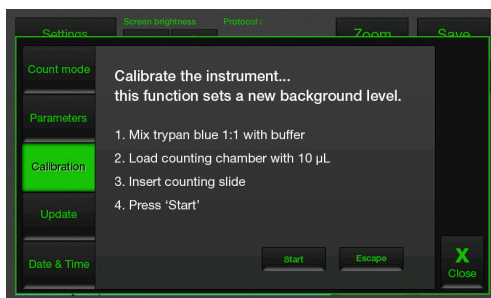 Screen brightness Protocol :
Settings Zoom Save
Count mode
Parameters
Calibration
Update
Date & Time
Calibrate the instrument...
this function sets a new background level.
1. Mix trypan blue 1:1 with buffer
2. Load counting chamber with 10 µL
3. Insert counting slide
4. Press ‘Start’
Start Escape
X
Close